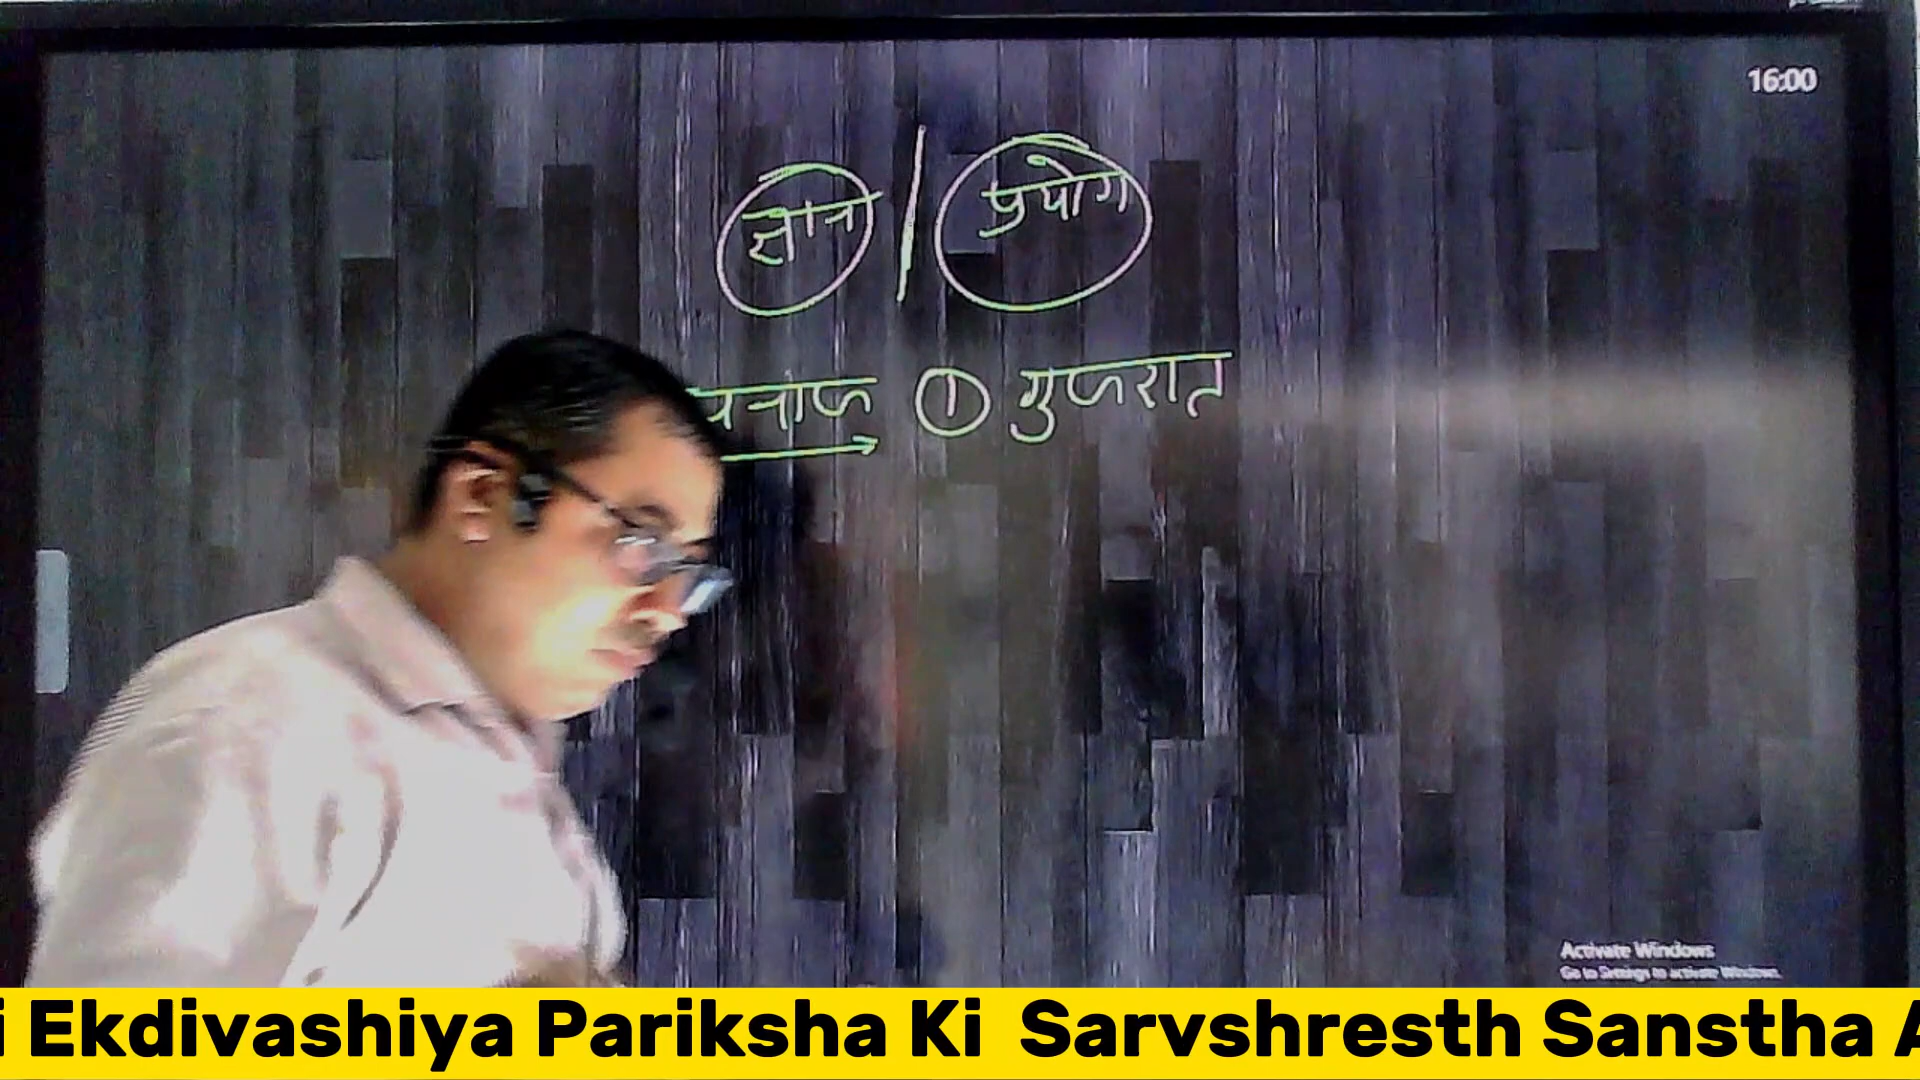 16:00
ज्ञान | प्रयोग
① गुजरात
Activate Windows
Go to Settings to activate Windows.
i Ekdivashiya Pariksha Ki Sarvshresth Sanstha A